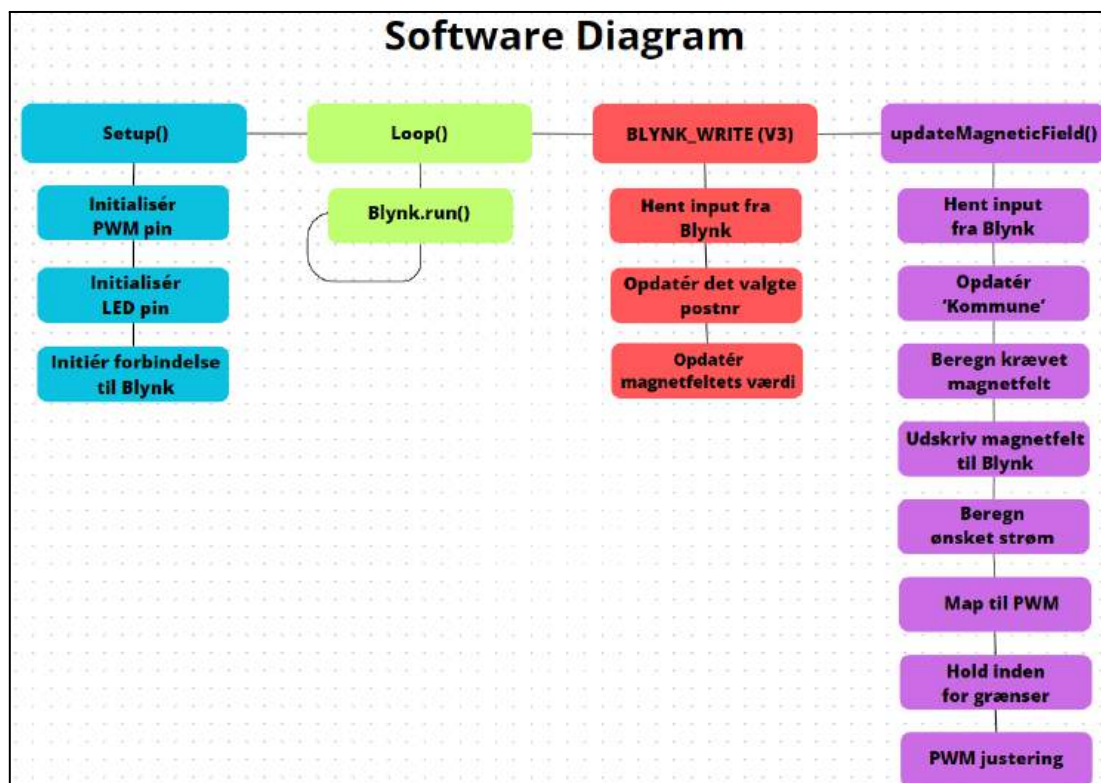 Software Diagram
Setup()
Initialisér
PWM pin
Initialisér
LED pin
Initiér forbindelse
til Blynk
Loop()
Blynk.run()
BLYNK_WRITE (V3)
Hent input fra
Blynk
Opdatér det valgte
postnr
Opdatér
magnetfeltets værdi
updateMagneticField()
Hent input
fra Blynk
Opdatér
‘Kommune’
Beregn krævet
magnetfelt
Udskriv magnetfelt
til Blynk
Beregn
ønsket strøm
Map til PWM
Hold inden
for grænser
PWM justering